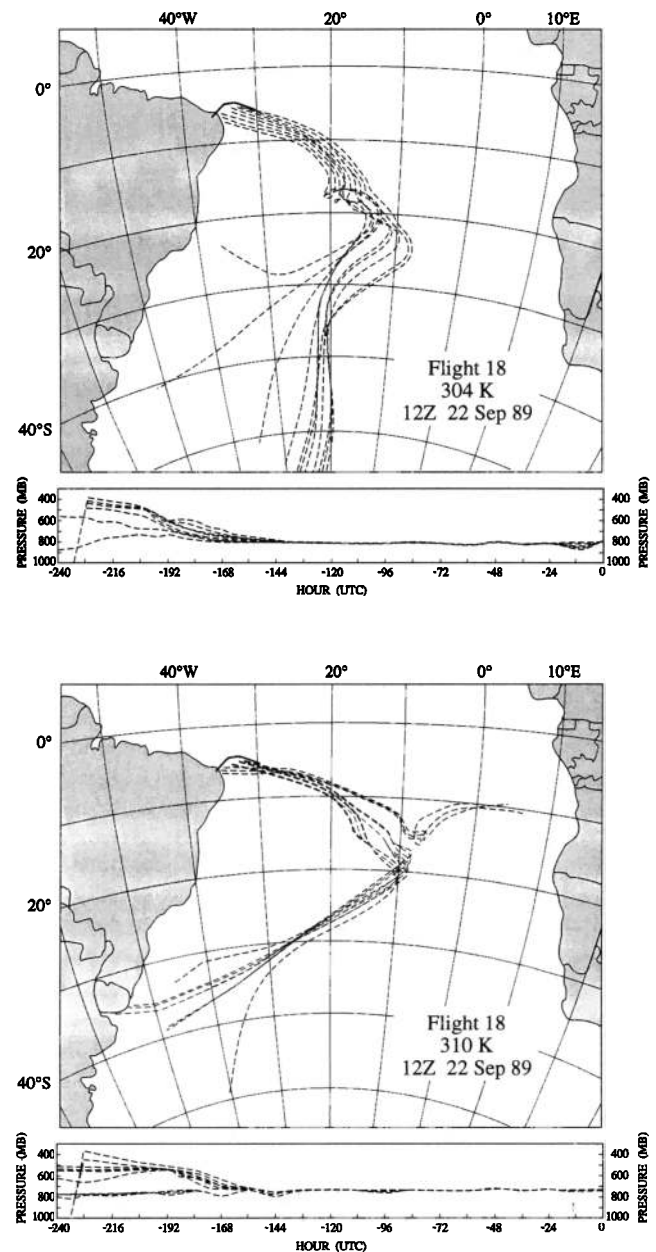 40°W 20° 0° 10°E
0°
20°
40°S
Flight 18
304 K
12Z 22 Sep 89
PRESSURE (MB)
400
600
800
1000
400
600
800
1000
PRESSURE (MB)
-240 -216 -192 -168 -144 -120 -96 -72 -48 -24 0
HOUR (UTC)
40°W 20° 0° 10°E
0°
20°
40°S
Flight 18
310 K
12Z 22 Sep 89
PRESSURE (MB)
400
600
800
1000
400
600
800
1000
PRESSURE (MB)
-240 -216 -192 -168 -144 -120 -96 -72 -48 -24 0
HOUR (UTC)